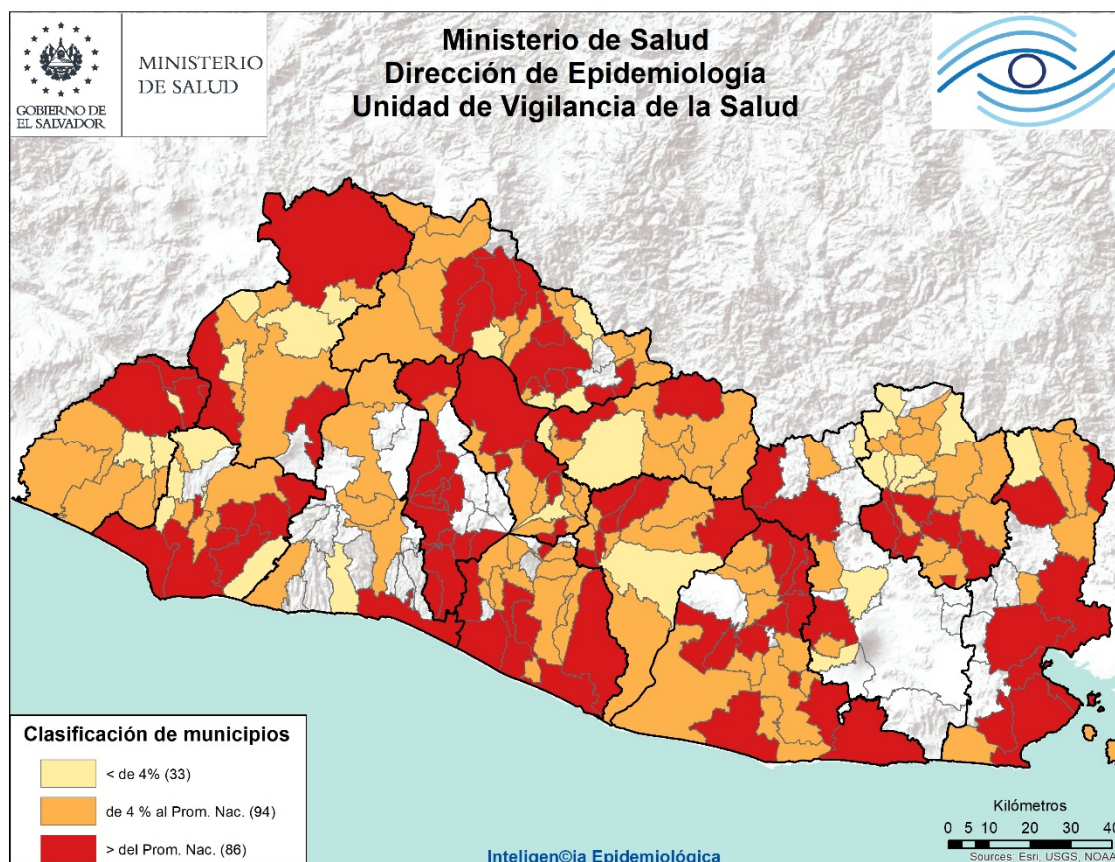 GOBIERNO DE
EL SALVADOR
MINISTERIO
DE SALUD
Ministerio de Salud
Dirección de Epidemiología
Unidad de Vigilancia de la Salud
Clasificación de municipios
< de 4% (33)
de 4 % al Prom. Nac. (94)
> del Prom. Nac. (86)
Inteligen©ia Epidemiológica
Kilómetros
0 5 10 20 30 40
Sources: Esri, USGS, NOAA